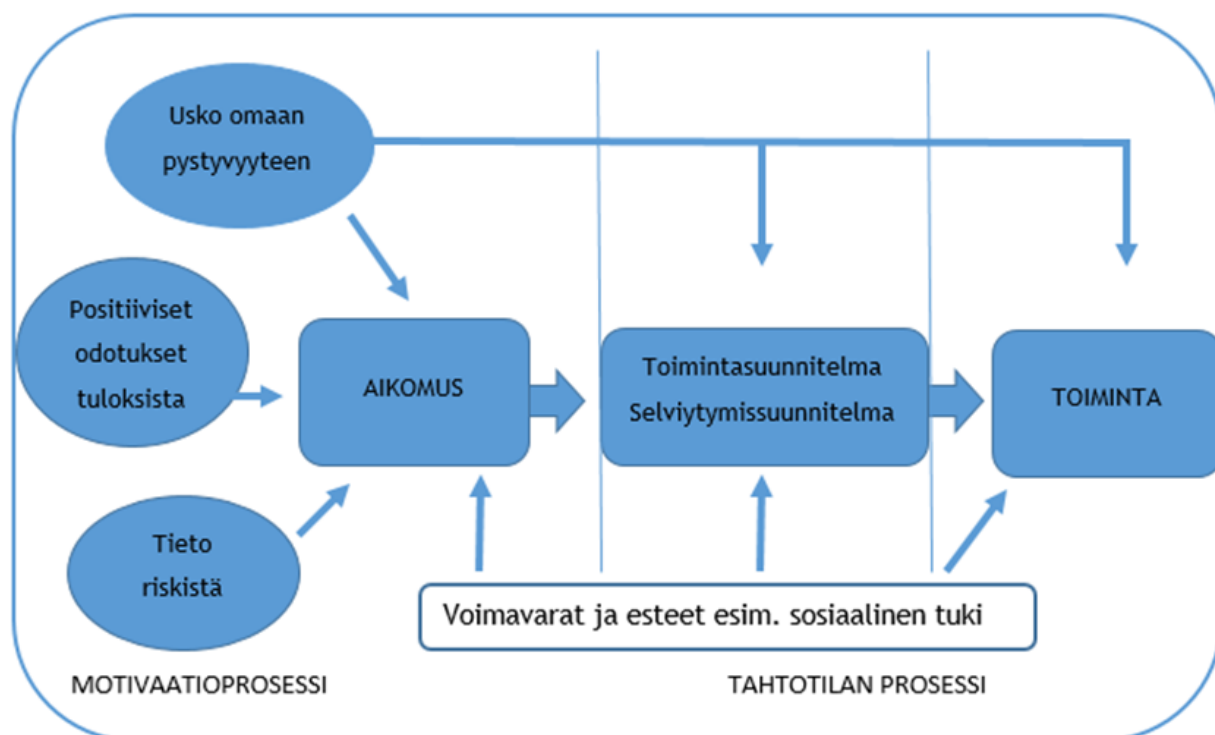 Usko omaan
pystyvyyteen
Positiiviset
odotukset
tuloksista
AIKOMUS
Toimintasuunnitelma
Selviytymissuunnitelma
TOIMINTA
Tieto
riskistä
Voimavarat ja esteet esim. sosiaalinen tuki
MOTIVAATIOPROSESSI
TAHTOTILAN PROSESSI